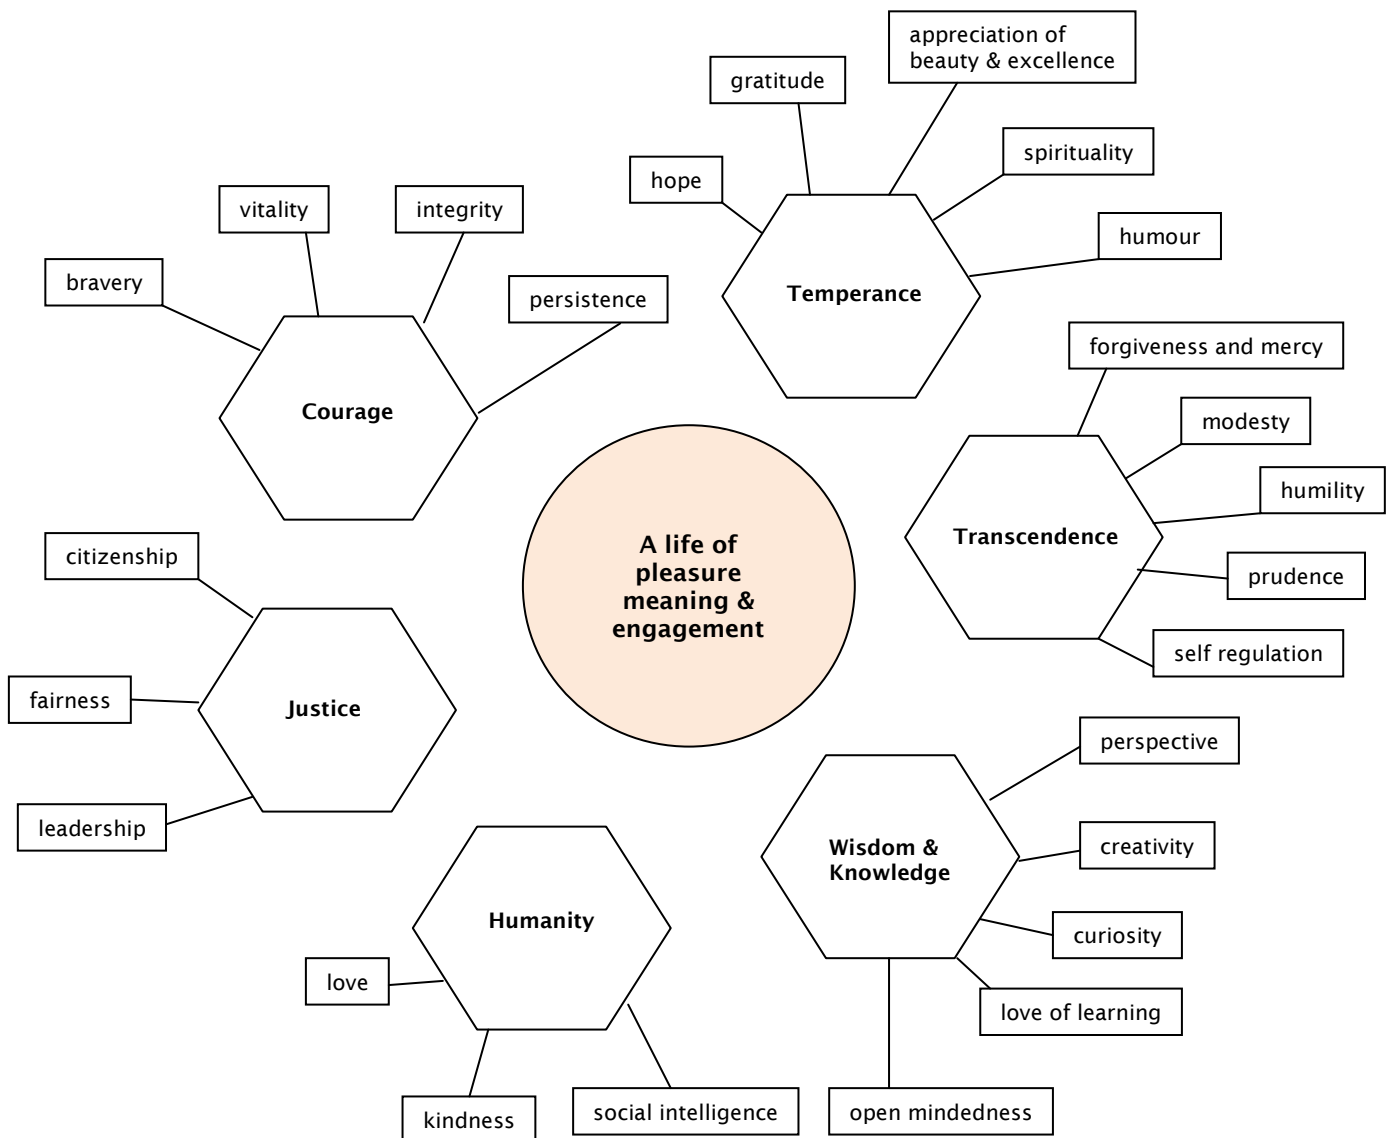 appreciation of
beauty & excellence
gratitude
spirituality
hope
humour
Temperance
vitality
integrity
bravery
persistence
Courage
forgiveness and mercy
modesty
humility
Transcendence
prudence
self regulation
A life of
pleasure
meaning &
engagement
citizenship
fairness
Justice
leadership
perspective
Wisdom &
Knowledge
creativity
curiosity
love of learning
open mindedness
Humanity
love
kindness
social intelligence